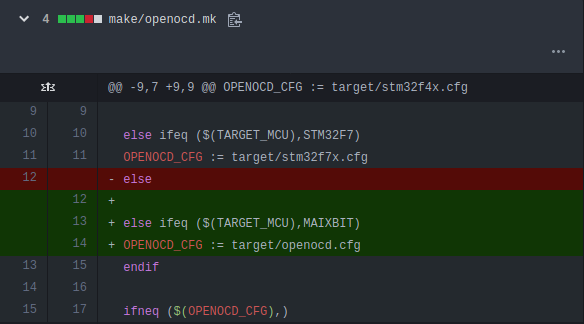 4 make/openocd.mk
...
@@ -9,7 +9,9 @@ OPENOCD_CFG := target/stm32f4x.cfg
9 9
10 10 else ifeq ($(TARGET_MCU),STM32F7)
11 11 OPENOCD_CFG := target/stm32f7x.cfg
12 - else
12 +
13 + else ifeq ($(TARGET_MCU),MAIXBIT)
14 + OPENOCD_CFG := target/openocd.cfg
13 15 endif
14 16
15 17 ifneq ($(OPENOCD_CFG),)